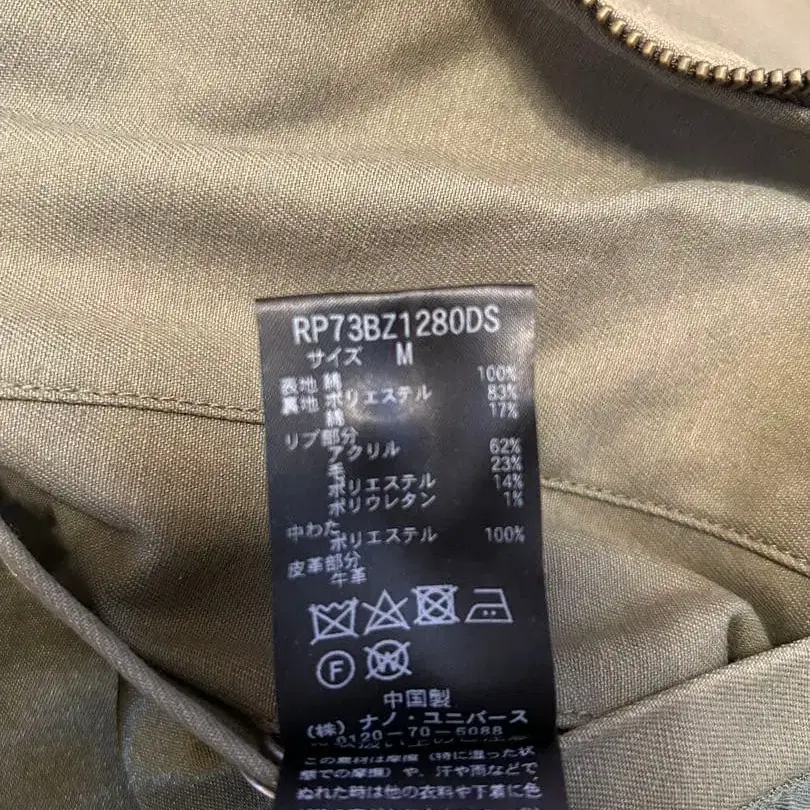 RP73BZ1280DS
サイズ M
表地 綿 100%
裏地 ポリエステル 83%
綿 17%
リブ部分
アクリル 62%
毛 23%
ポリエステル 14%
ポリウレタン 1%
中わた
ポリエステル 100%
皮革部分
牛革
F
W
中国製
(株) ナノ・ユニバース
0120-70-5088
この素材は摩擦(特に湿った状
態での摩擦)や、汗や雨などで
ぬれた時は他の衣料や下着に色